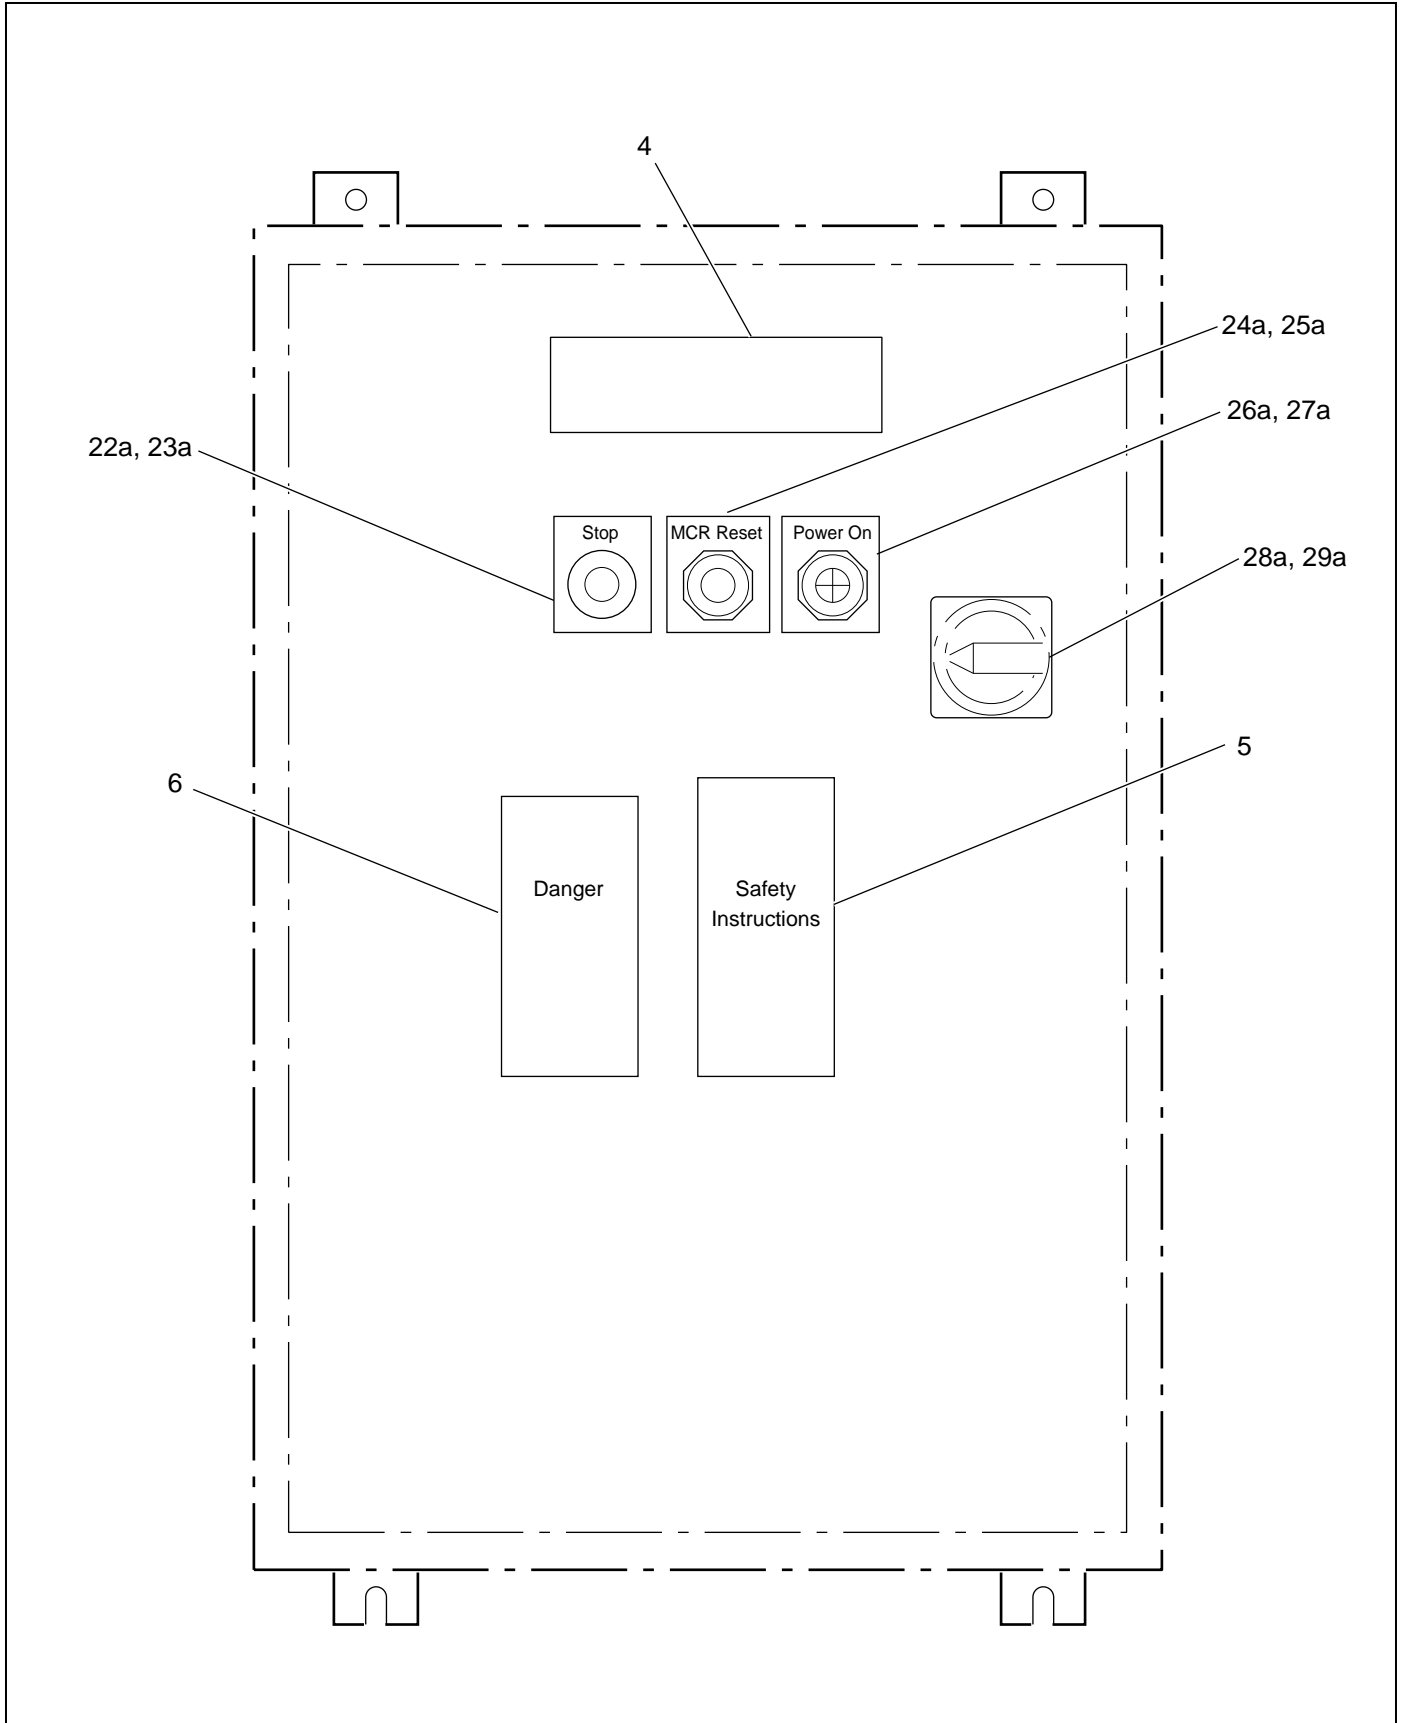 4
24a, 25a
26a, 27a
22a, 23a
Stop
MCR Reset
Power On
28a, 29a
5
6
Danger
Safety
Instructions